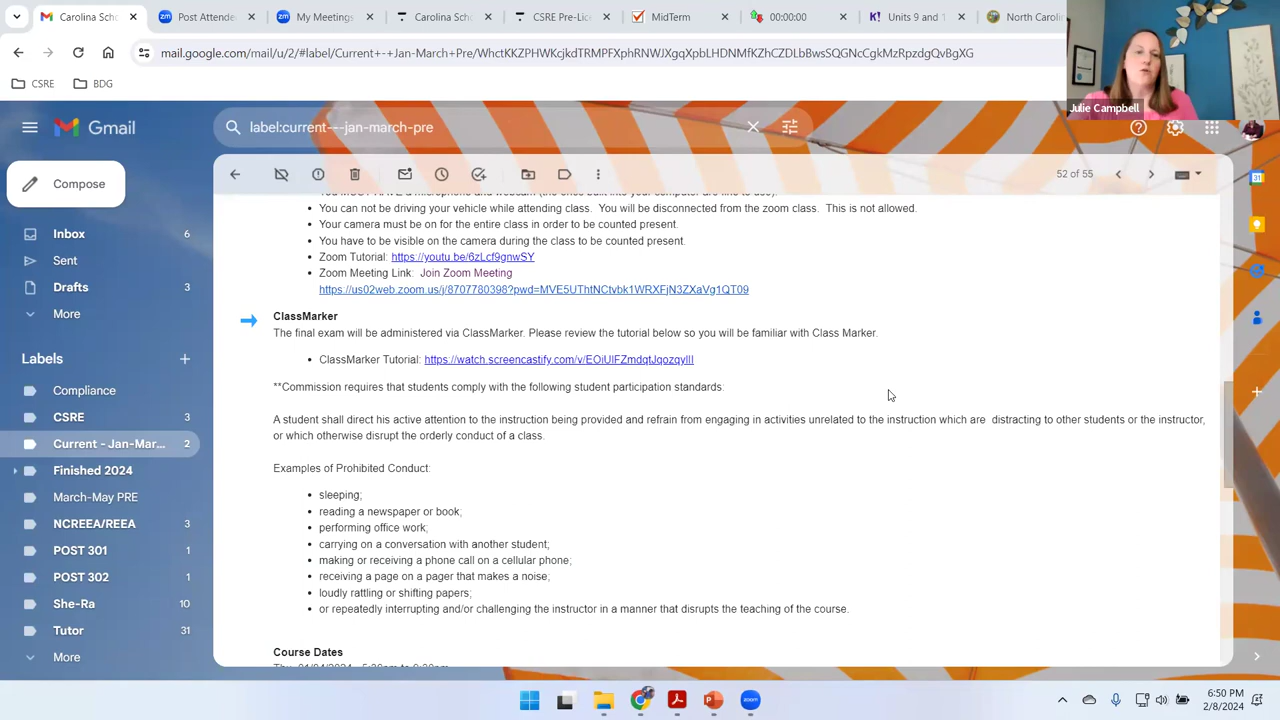 Carolina Sch
Post Attende
My Meetings
Carolina Scho
CSRE Pre-Lic
MidTerm
00:00:00
Units 9 and 1
North Carolin
mail.google.com/mail/u/2/#label/Current+-+Jan-March+Pre/WhctKKZPHWKcjkdTRMPFXphRNWJXgqXpbLHDNMfKZhCZDLbBwsSQGNcCgkMzRpzdgQvBgXG
CSRE
BDG
Julie Campbell
Gmail
label:current---jan-march-pre
Compose
52 of 55
Inbox 6
Sent
Drafts 3
More
Labels
Compliance
CSRE 3
Current - Jan-Mar... 2
Finished 2024
March-May PRE
NCREEA/REEA 3
POST 301 1
POST 302 1
She-Ra 10
Tutor 31
More
• You can not be driving your vehicle while attending class. You will be disconnected from the zoom class. This is not allowed.
• Your camera must be on for the entire class in order to be counted present.
• You have to be visible on the camera during the class to be counted present.
• Zoom Tutorial: https://youtu.be/6zLcf9gnwSY
• Zoom Meeting Link: Join Zoom Meeting
https://us02web.zoom.us/j/8707780398?pwd=MVE5UThtNCtvbk1WRXFjN3ZXaVg1QT09
ClassMarker
The final exam will be administered via ClassMarker. Please review the tutorial below so you will be familiar with Class Marker.
• ClassMarker Tutorial: https://watch.screencastify.com/v/EOiUlFZmdqtJqozqylII
**Commission requires that students comply with the following student participation standards:
A student shall direct his active attention to the instruction being provided and refrain from engaging in activities unrelated to the instruction which are distracting to other students or the instructor,
or which otherwise disrupt the orderly conduct of a class.
Examples of Prohibited Conduct:
• sleeping;
• reading a newspaper or book;
• performing office work;
• carrying on a conversation with another student;
• making or receiving a phone call on a cellular phone;
• receiving a page on a pager that makes a noise;
• loudly rattling or shifting papers;
• or repeatedly interrupting and/or challenging the instructor in a manner that disrupts the teaching of the course.
Course Dates
6:50 PM
2/8/2024